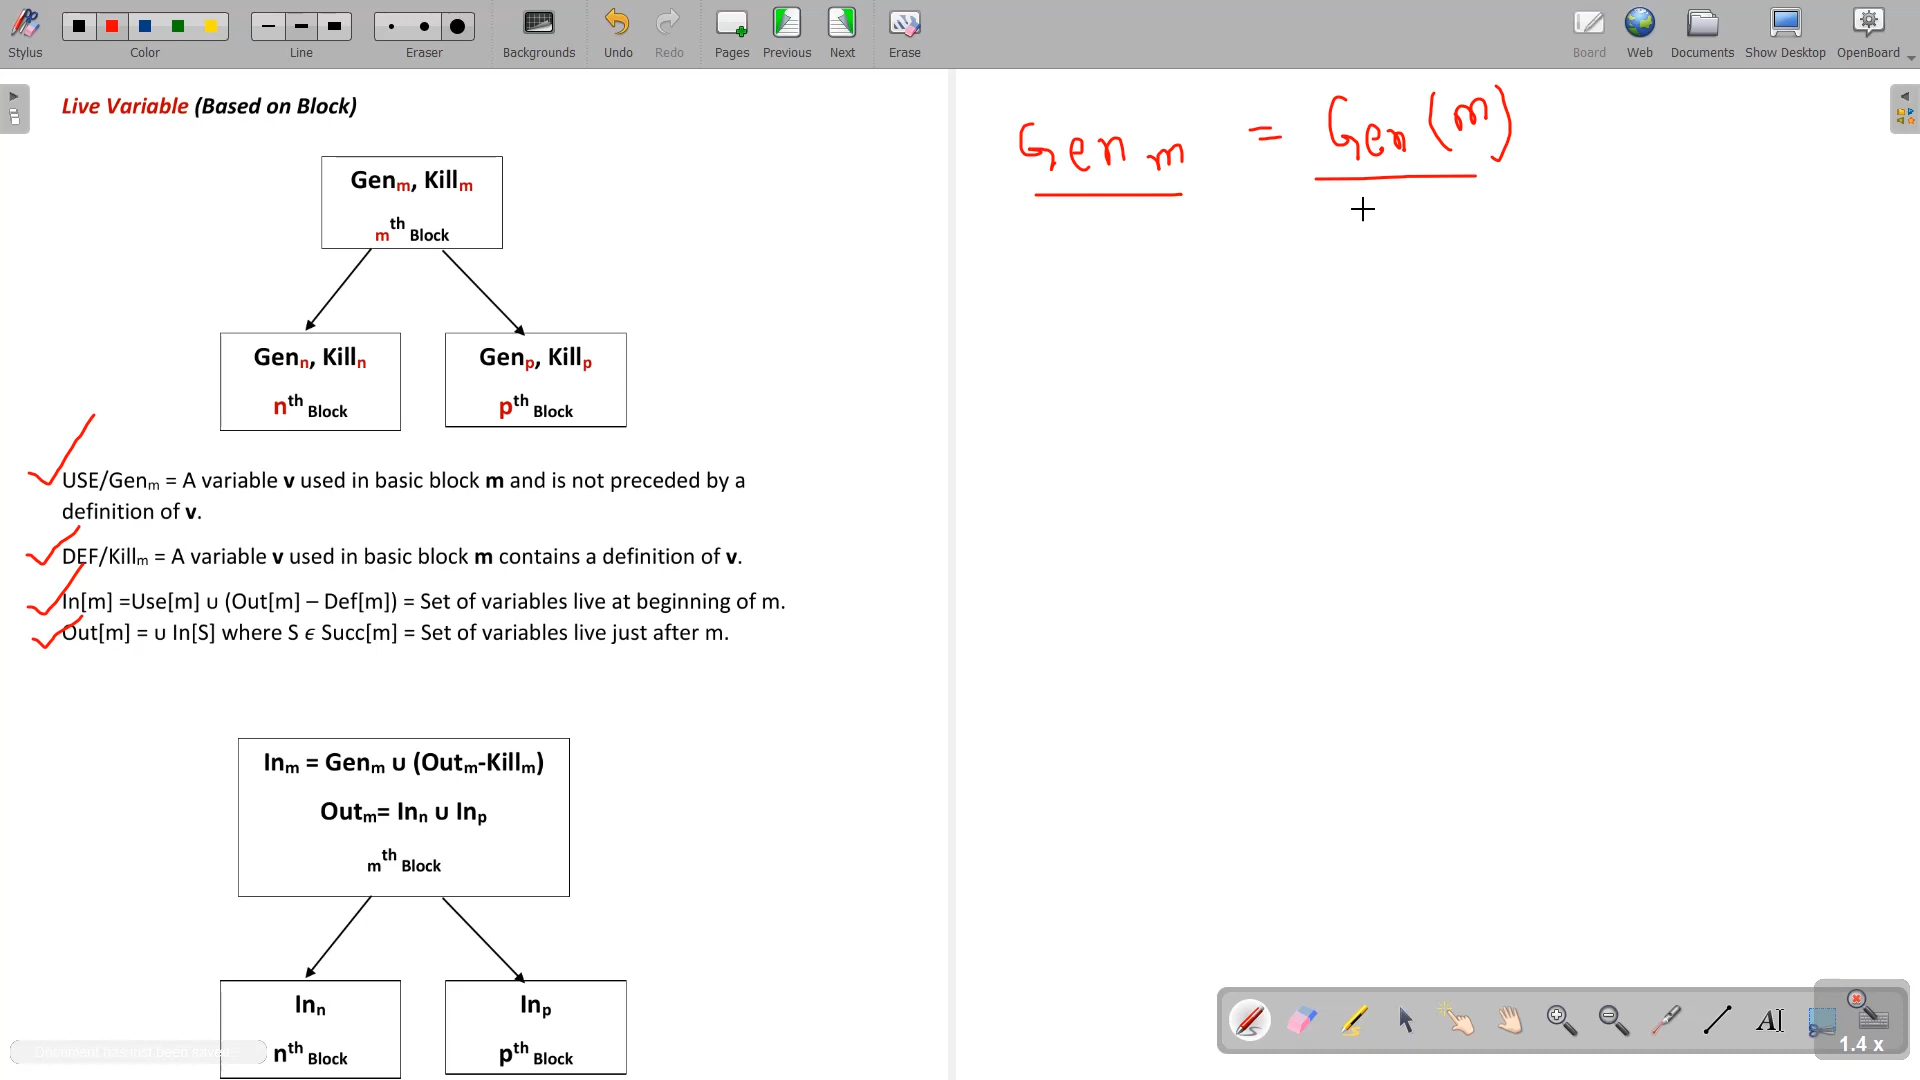 Stylus Color Line Eraser Backgrounds Undo Redo Pages Previous Next Erase Board Web Documents Show Desktop OpenBoard
Live Variable (Based on Block)
Genm, Killm
mth Block
Genn, Killn
nth Block
Genp, Killp
pth Block
USE/Genm = A variable v used in basic block m and is not preceded by a
definition of v.
DEF/Killm = A variable v used in basic block m contains a definition of v.
In[m] =Use[m] ∪ (Out[m] – Def[m]) = Set of variables live at beginning of m.
Out[m] = ∪ In[S] where S ϵ Succ[m] = Set of variables live just after m.
Inm = Genm ∪ (Outm-Killm)
Outm= Inn ∪ Inp
mth Block
Inn
nth Block
Inp
pth Block
Document has just been saved...
Gen m = Gen (m)
1.4 x